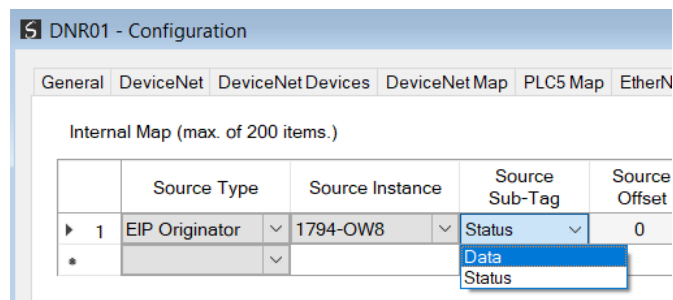 DNR01 - Configuration
General DeviceNet DeviceNet Devices DeviceNet Map PLC5 Map EtherN
Internal Map (max. of 200 items.)
Source Type Source Instance Source Sub-Tag Source Offset
1 EIP Originator 1794-OW8 Status 0
Data
Status